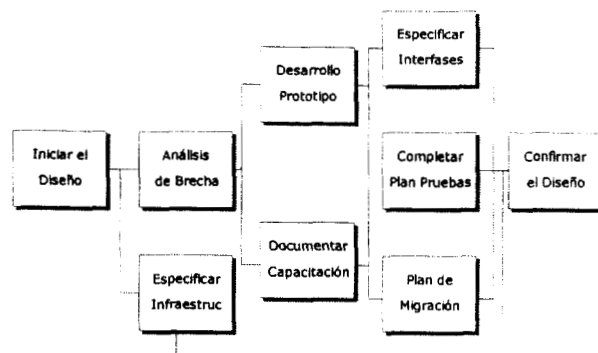 Especificar
Interfases
Desarrollo
Prototipo
Iniciar el
Diseño
Análisis
de Brecha
Completar
Plan Pruebas
Confirmar
el Diseño
Documentar
Capacitación
Especificar
Infraestruc
Plan de
Migración